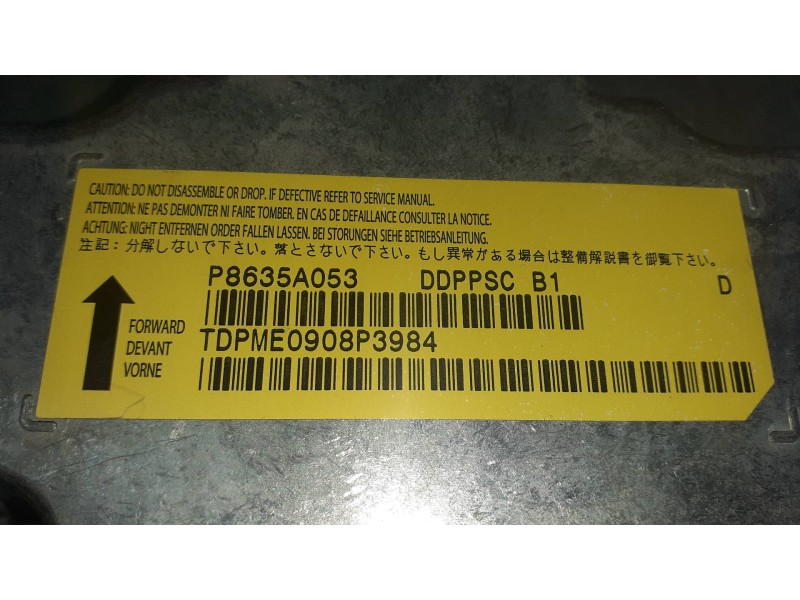 CAUTION: DO NOT DISASSEMBLE OR DROP. IF DEFECTIVE REFER TO SERVICE MANUAL.
ATTENTION: NE PAS DEMONTER NI FAIRE TOMBER. EN CAS DE DEFAILLANCE CONSULTER LA NOTICE.
ACHTUNG: NIGHT ENTFERNEN ORDER FALLEN LASSEN. BEI STORUNGEN SIEHE BETRIEBSANLEITUNG.
注記: 分解しないで下さい。落とさないで下さい。もし異常がある場合は整備解説書を御覧下さい。
P8635A053 DDPPSC B1 D
FORWARD
DEVANT
VORNE
TDPME0908P3984